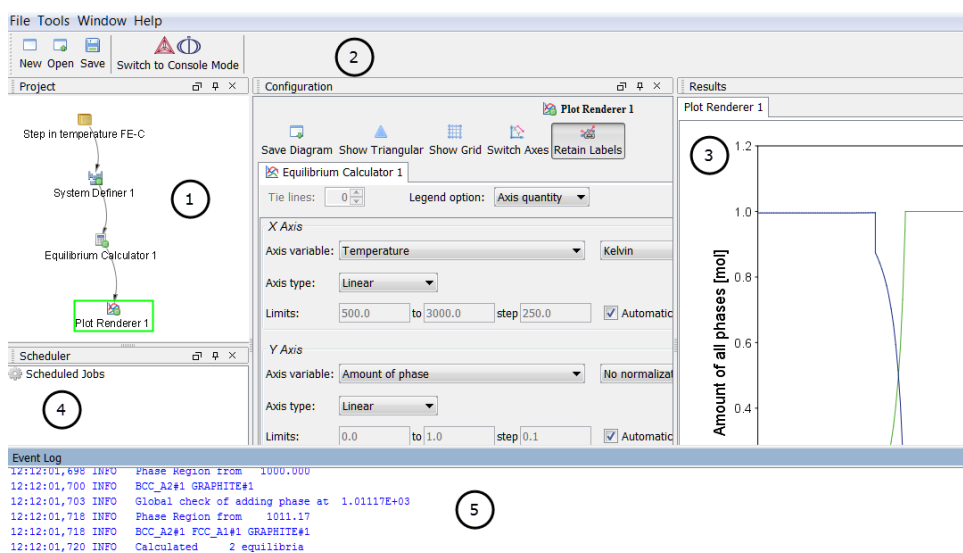 File Tools Window Help
New Open Save Switch to Console Mode
2
Project
Configuration
Results
Step in temperature FE-C
System Definer 1
1
Equilibrium Calculator 1
Plot Renderer 1
Plot Renderer 1
Save Diagram Show Triangular Show Grid Switch Axes Retain Labels
Equilibrium Calculator 1
Tie lines: 0 Legend option: Axis quantity
X Axis
Axis variable: Temperature Kelvin
Axis type: Linear
Limits: 500.0 to 3000.0 step 250.0 Automatic
Y Axis
Axis variable: Amount of phase No normalizat
Axis type: Linear
Limits: 0.0 to 1.0 step 0.1 Automatic
Plot Renderer 1
3
1.2
1.0
0.8
0.6
0.4
Amount of all phases [mol]
Scheduler
Scheduled Jobs
4
Event Log
12:12:01,698 INFO Phase Region from 1000.000
12:12:01,700 INFO BCC_A2#1 GRAPHITE#1
12:12:01,703 INFO Global check of adding phase at 1.01117E+03
12:12:01,718 INFO Phase Region from 1011.17
12:12:01,718 INFO BCC_A2#1 FCC_A1#1 GRAPHITE#1
12:12:01,720 INFO Calculated 2 equilibria
5